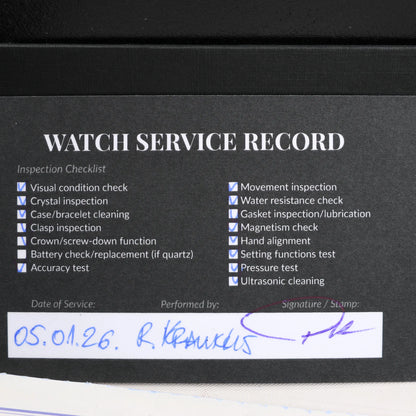 WATCH SERVICE RECORD
Inspection Checklist
Visual condition check
Crystal inspection
Case/bracelet cleaning
Clasp inspection
Crown/screw-down function
Battery check/replacement (if quartz)
Accuracy test
Movement inspection
Water resistance check
Gasket inspection/lubrication
Magnetism check
Hand alignment
Setting functions test
Pressure test
Ultrasonic cleaning
Date of Service: Performed by: Signature / Stamp:
05.01.26. R.